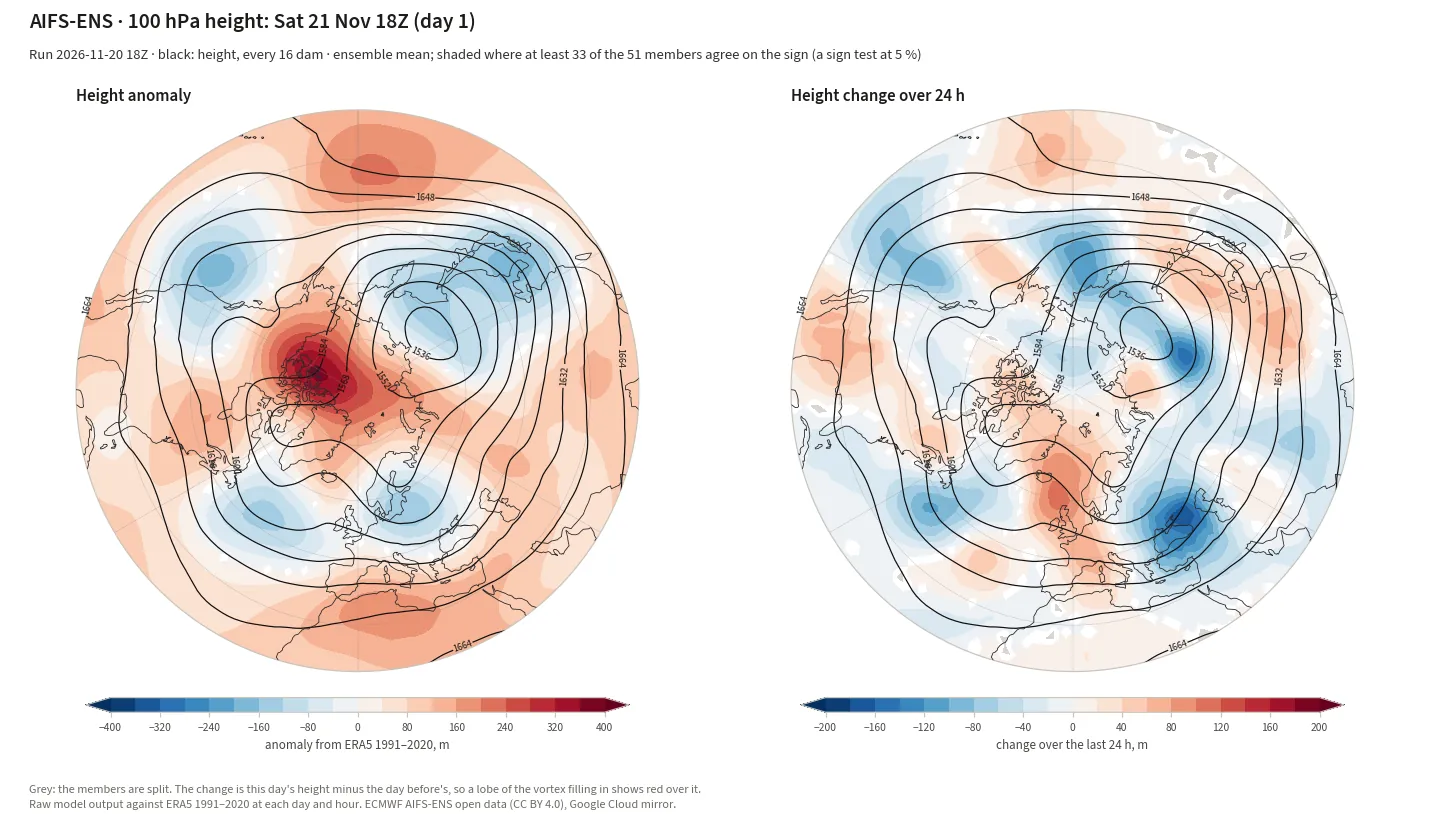 AIFS-ENS · 100 hPa height: Sat 21 Nov 18Z (day 1)
Run 2026-11-20 18Z · black: height, every 16 dam · ensemble mean; shaded where at least 33 of the 51 members agree on the sign (a sign test at 5 %)
Height anomaly
Height change over 24 h
1648
1664
1584
1536
1568
1552
1632
1664
1664
1648
1664
1584
1536
1568
1552
1632
1664
1664
−400 −320 −240 −160 −80 0 80 160 240 320 400
anomaly from ERA5 1991–2020, m
−200 −160 −120 −80 −40 0 40 80 120 160 200
change over the last 24 h, m
Grey: the members are split. The change is this day's height minus the day before's, so a lobe of the vortex filling in shows red over it.
Raw model output against ERA5 1991–2020 at each day and hour. ECMWF AIFS-ENS open data (CC BY 4.0), Google Cloud mirror.